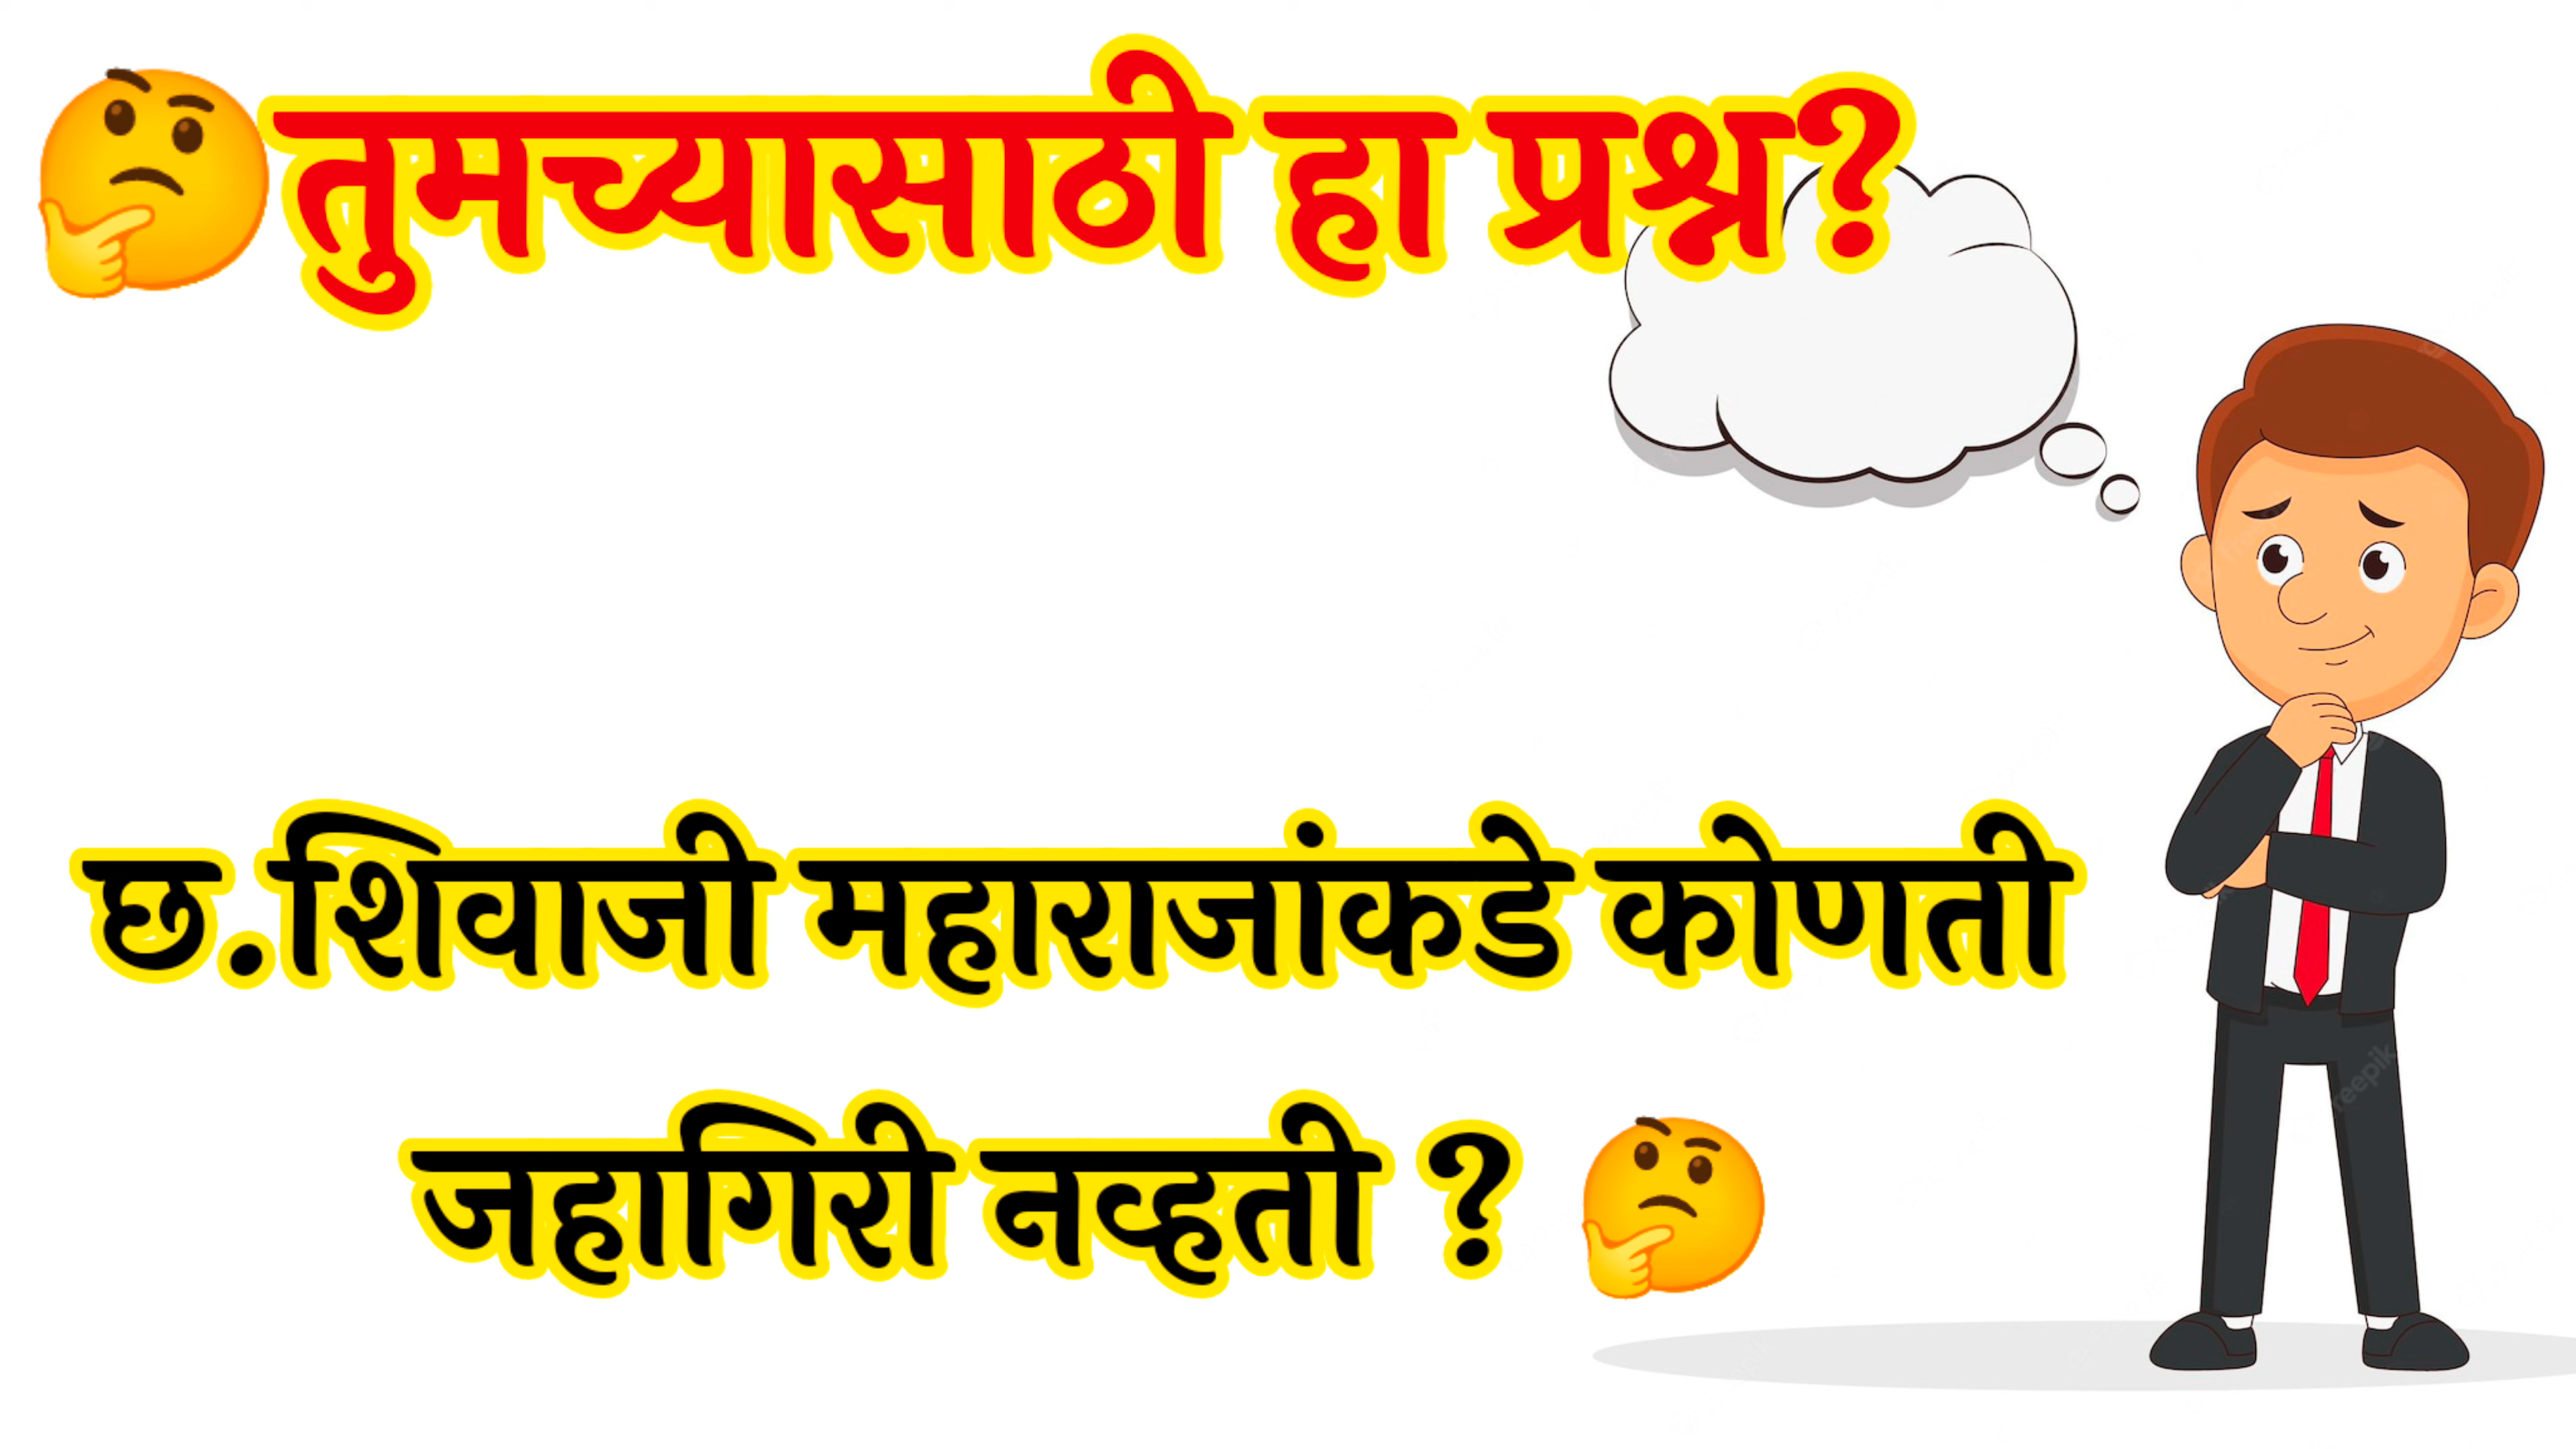 🤔तुमच्यासाठी हा प्रश्न?
छ.शिवाजी महाराजांकडे कोणती
जहागिरी नव्हती ? 🤔